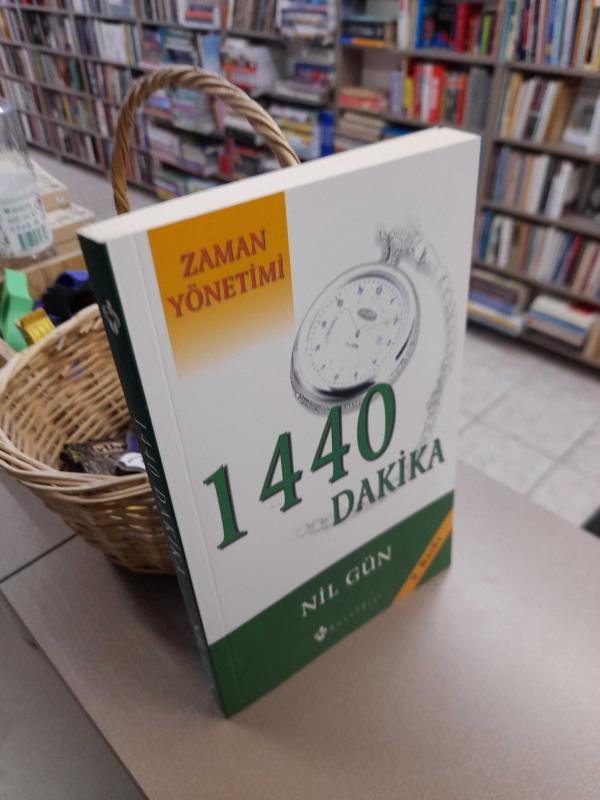 ZAMAN
YÖNETİMİ
1440
DAKİKA
NİL GÜN